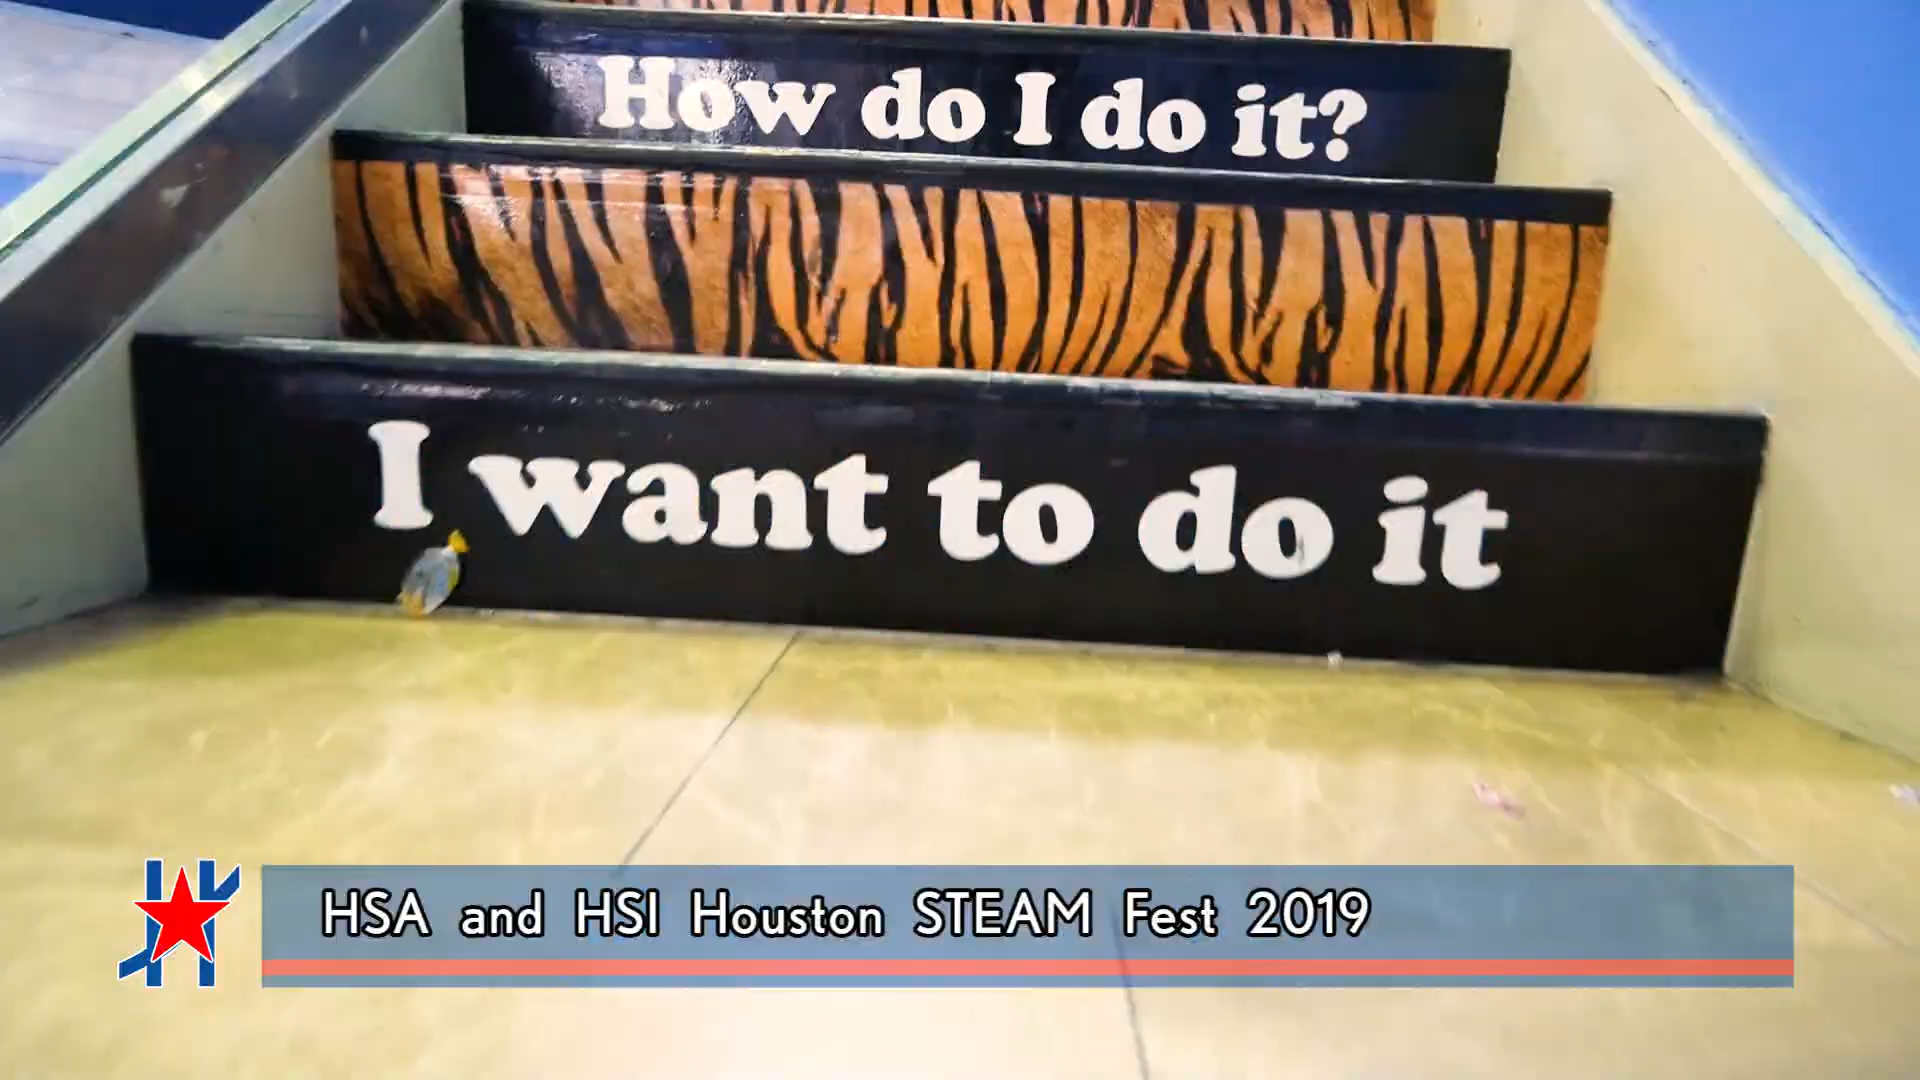 How do I do it?
I want to do it
HSA and HSI Houston STEAM Fest 2019